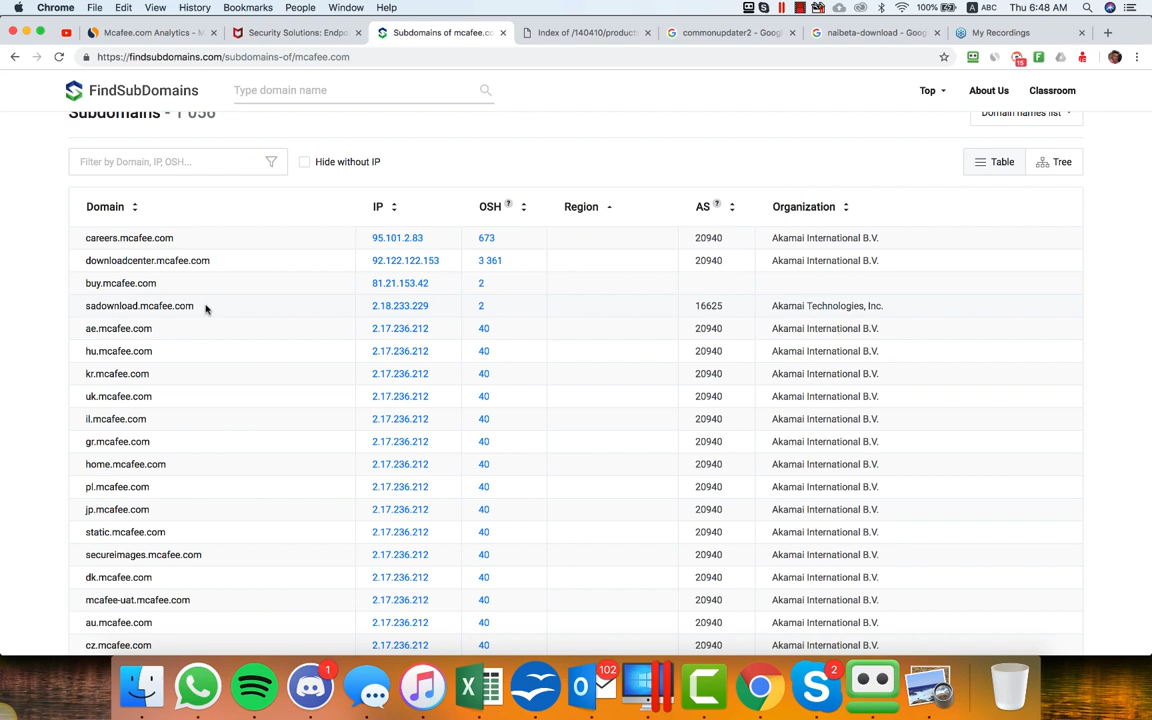 Chrome File Edit View History Bookmarks People Window Help 100% A ABC Thu 6:48 AM
Mcafee.com Analytics - M × Security Solutions: Endpo × Subdomains of mcafee.co × Index of /140410/product × commonupdater2 - Googl × naibeta-download - Goog × My Recordings ×
https://findsubdomains.com/subdomains-of/mcafee.com 15
FindSubDomains Type domain name Top About Us Classroom
Subdomains - 1 056 Domain names list
Filter by Domain, IP, OSH... Hide without IP Table Tree
Domain IP OSH ? Region AS ? Organization
careers.mcafee.com 95.101.2.83 673 20940 Akamai International B.V.
downloadcenter.mcafee.com 92.122.122.153 3 361 20940 Akamai International B.V.
buy.mcafee.com 81.21.153.42 2
sadownload.mcafee.com 2.18.233.229 2 16625 Akamai Technologies, Inc.
ae.mcafee.com 2.17.236.212 40 20940 Akamai International B.V.
hu.mcafee.com 2.17.236.212 40 20940 Akamai International B.V.
kr.mcafee.com 2.17.236.212 40 20940 Akamai International B.V.
uk.mcafee.com 2.17.236.212 40 20940 Akamai International B.V.
il.mcafee.com 2.17.236.212 40 20940 Akamai International B.V.
gr.mcafee.com 2.17.236.212 40 20940 Akamai International B.V.
home.mcafee.com 2.17.236.212 40 20940 Akamai International B.V.
pl.mcafee.com 2.17.236.212 40 20940 Akamai International B.V.
jp.mcafee.com 2.17.236.212 40 20940 Akamai International B.V.
static.mcafee.com 2.17.236.212 40 20940 Akamai International B.V.
secureimages.mcafee.com 2.17.236.212 40 20940 Akamai International B.V.
dk.mcafee.com 2.17.236.212 40 20940 Akamai International B.V.
mcafee-uat.mcafee.com 2.17.236.212 40 20940 Akamai International B.V.
au.mcafee.com 2.17.236.212 40 20940 Akamai International B.V.
cz.mcafee.com 2.17.236.212 40 20940 Akamai International B.V.
1 102 2